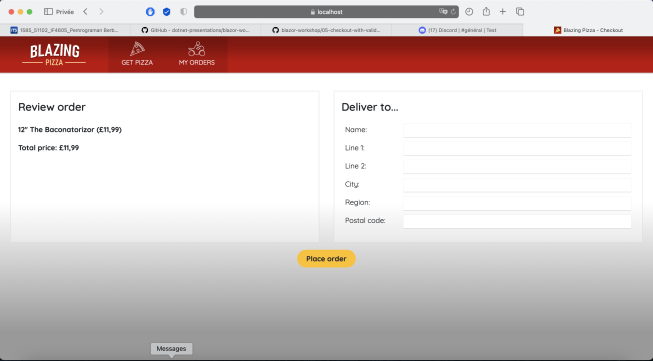 Privée
localhost
1585_S1102_IF4605_Pemrograman Berb...
GitHub - dotnet-presentations/blazor-wo...
blazor-workshop/05-checkout-with-valid...
(17) Discord | #général | Test
Blazing Pizza - Checkout
BLAZING
PIZZA
GET PIZZA
MY ORDERS
Review order
12" The Baconatorizor (£11,99)
Total price: £11,99
Deliver to...
Name:
Line 1:
Line 2:
City:
Region:
Postal code:
Place order
Messages